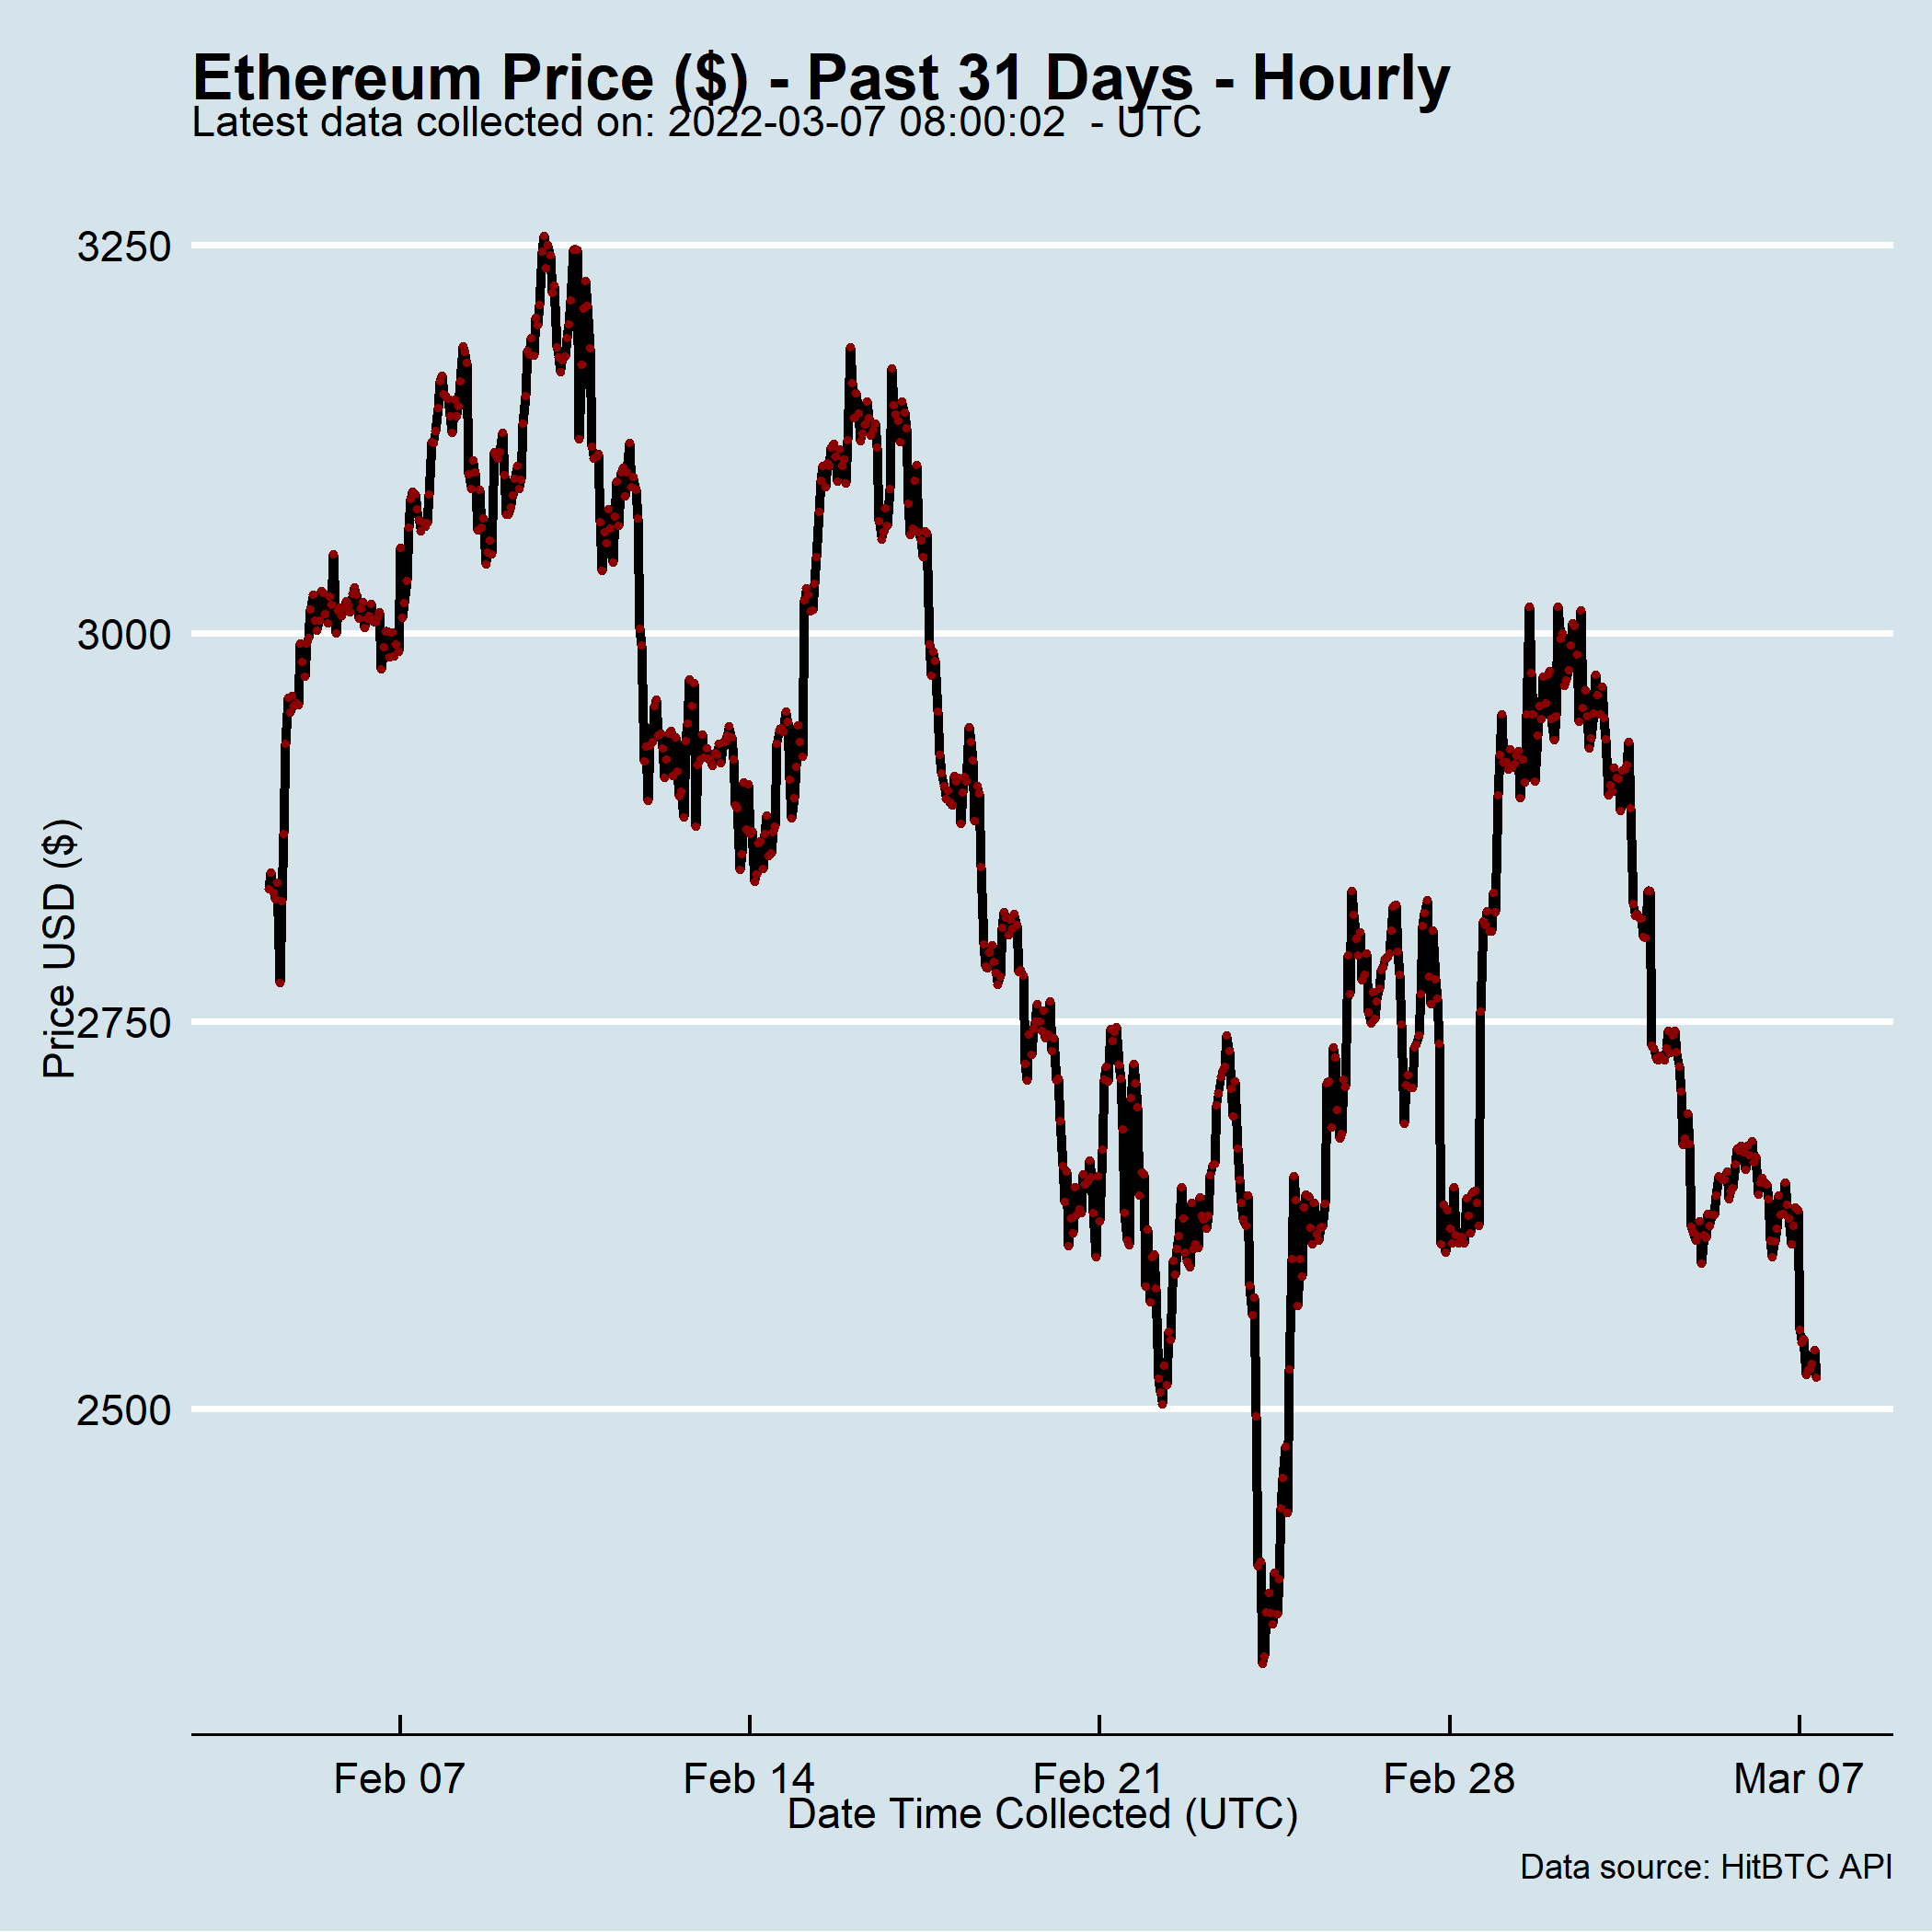 Ethereum Price ($) - Past 31 Days - Hourly
Latest data collected on: 2022-03-07 08:00:02  - UTC
3250
3000
2750
2500
Price USD ($)
Feb 07
Feb 14
Feb 21
Feb 28
Mar 07
Date Time Collected (UTC)
Data source: HitBTC API